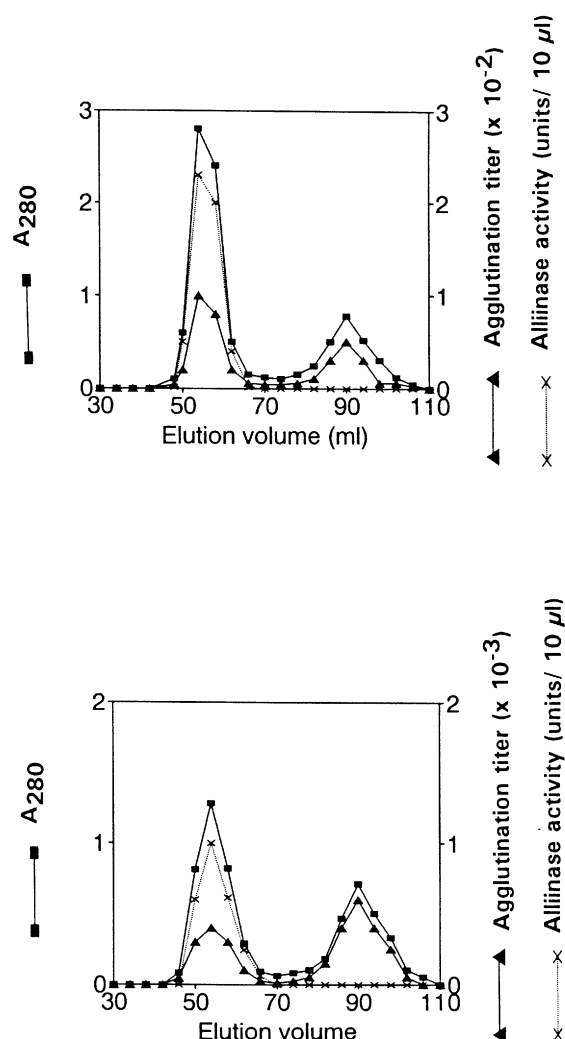 A280
3
2
1
0
3
2
1
0
30 50 70 90 110
Elution volume (ml)
Agglutination titer (x 10-2)
Alliinase activity (units/ 10 µl)
A280
2
1
0
2
1
0
30 50 70 90 110
Elution volume
Agglutination titer (x 10-3)
Alliinase activity (units/ 10 µl)